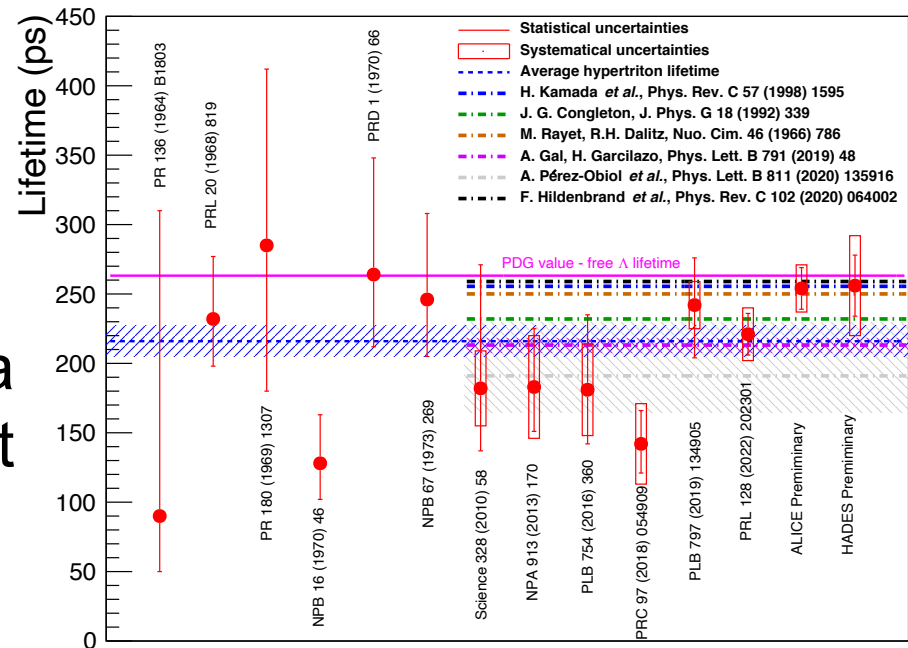 Lifetime (ps)
450
400
350
300
250
200
150
100
50
0
a
t
Statistical uncertainties
Systematical uncertainties
Average hypertriton lifetime
H. Kamada et al., Phys. Rev. C 57 (1998) 1595
J. G. Congleton, J. Phys. G 18 (1992) 339
M. Rayet, R.H. Dalitz, Nuo. Cim. 46 (1966) 786
A. Gal, H. Garcilazo, Phys. Lett. B 791 (2019) 48
A. Pérez-Obiol et al., Phys. Lett. B 811 (2020) 135916
F. Hildenbrand et al., Phys. Rev. C 102 (2020) 064002
PDG value - free Λ lifetime
PR 136 (1964) B1803
PRL 20 (1968) 819
PR 180 (1969) 1307
NPB 16 (1970) 46
PRD 1 (1970) 66
NPB 67 (1973) 269
Science 328 (2010) 58
NPA 913 (2013) 170
PLB 754 (2016) 360
PRC 97 (2018) 054909
PLB 797 (2019) 134905
PRL 128 (2022) 202301
ALICE Premiminary
HADES Premiminary